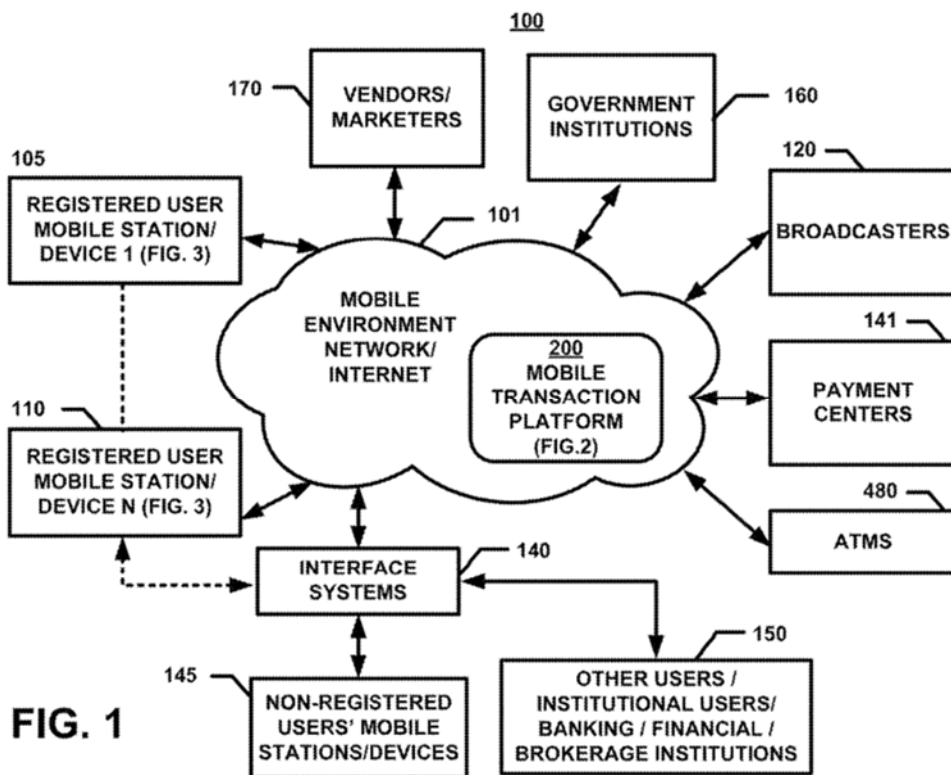 100
170
VENDORS/
MARKETERS
GOVERNMENT
INSTITUTIONS
160
120
BROADCASTERS
105
REGISTERED USER
MOBILE STATION/
DEVICE 1 (FIG. 3)
101
MOBILE
ENVIRONMENT
NETWORK/
INTERNET
200
MOBILE
TRANSACTION
PLATFORM
(FIG.2)
141
PAYMENT
CENTERS
110
REGISTERED USER
MOBILE STATION/
DEVICE N (FIG. 3)
480
ATMS
140
INTERFACE
SYSTEMS
145
NON-REGISTERED
USERS' MOBILE
STATIONS/DEVICES
150
OTHER USERS /
INSTITUTIONAL USERS/
BANKING / FINANCIAL /
BROKERAGE INSTITUTIONS
FIG. 1